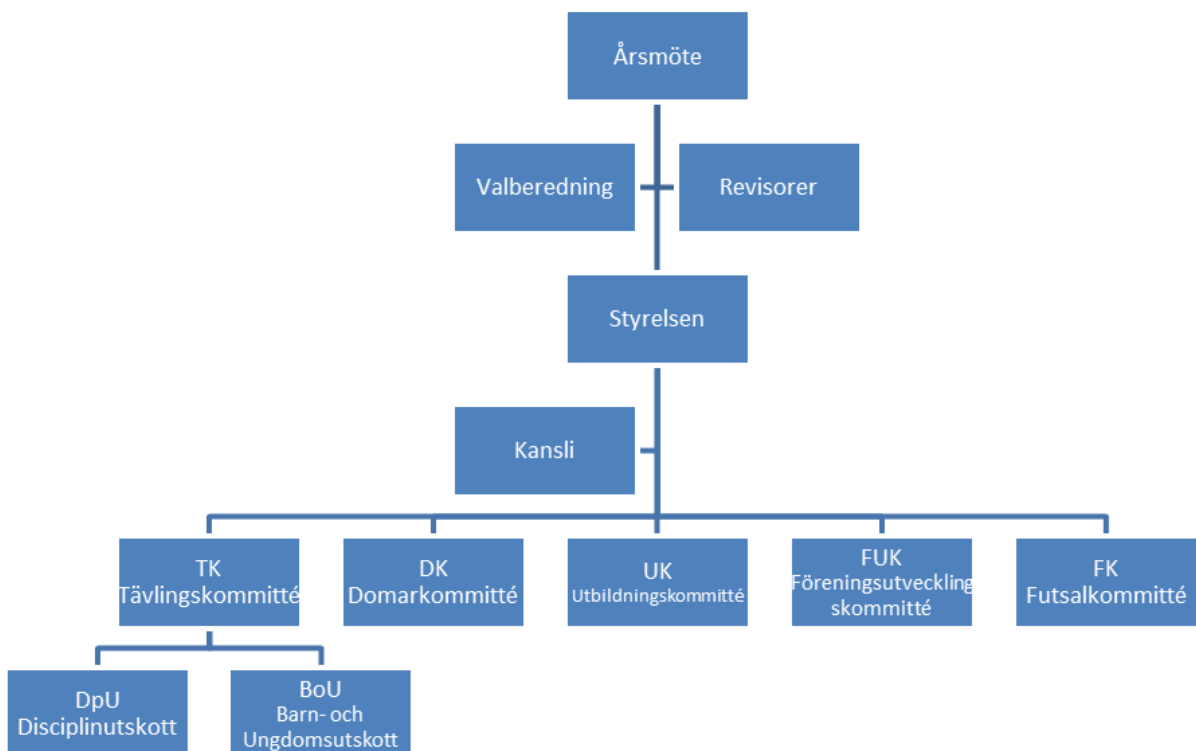 Årsmöte
Valberedning
Revisorer
Styrelsen
Kansli
TK
Tävlingskommitté
DK
Domarkommitté
UK
Utbildningskommitté
FUK
Föreningsutveckling
skommitté
FK
Futsalkommitté
DpU
Disciplinutskott
BoU
Barn- och
Ungdomsutskott